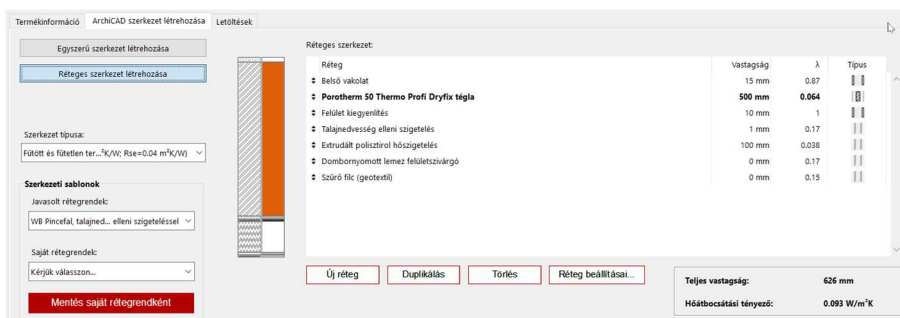 Termékinformáció ArchiCAD szerkezet létrehozása Letöltések
Egyszerű szerkezet létrehozása
Réteges szerkezet létrehozása
Szerkezet típusa:
Fűtött és fűtetlen ter...²K/W; Rse=0.04 m²K/W)
Szerkezeti sablonok
Javasolt rétegrendek:
WB Pincefal, talajned... elleni szigeteléssel
Saját rétegrendek:
Kérjük válasszon...
Mentés saját rétegrendként
Réteges szerkezet:
Réteg Vastagság λ Típus
Belső vakolat 15 mm 0.87
Porotherm 50 Thermo Profi Dryfix tégla 500 mm 0.064
Felület kiegyenlítés 10 mm 1
Talajnedvesség elleni szigetelés 1 mm 0.17
Extrudált polisztirol hőszigetelés 100 mm 0.038
Dombornyomott lemez felületszivárgó 0 mm 0.17
Szűrő filc (geotextil) 0 mm 0.15
Új réteg Duplikálás Törlés Réteg beállításai...
Teljes vastagság: 626 mm
Hőátbocsátási tényező: 0.093 W/m²K